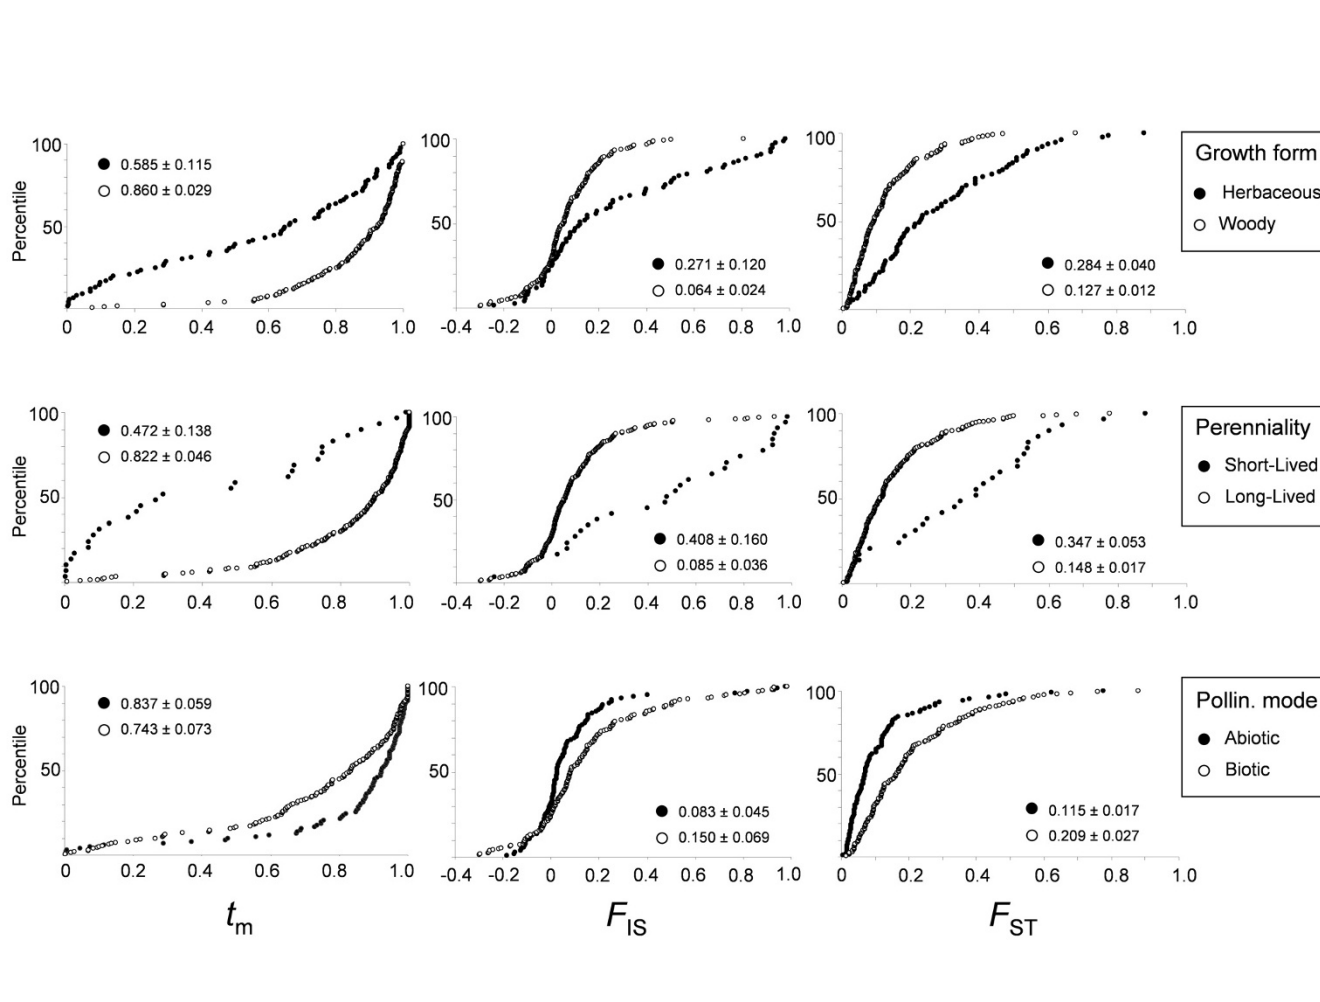 100
50
Percentile
0.585 ± 0.115
0.860 ± 0.029
0 0.2 0.4 0.6 0.8 1.0
100
50
0.271 ± 0.120
0.064 ± 0.024
-0.4 -0.2 0 0.2 0.4 0.6 0.8 1.0
100
50
0.284 ± 0.040
0.127 ± 0.012
0 0.2 0.4 0.6 0.8 1.0
Growth form
Herbaceous
Woody
100
50
Percentile
0.472 ± 0.138
0.822 ± 0.046
0 0.2 0.4 0.6 0.8 1.0
100
50
0.408 ± 0.160
0.085 ± 0.036
-0.4 -0.2 0 0.2 0.4 0.6 0.8 1.0
100
50
0.347 ± 0.053
0.148 ± 0.017
0 0.2 0.4 0.6 0.8 1.0
Perenniality
Short-Lived
Long-Lived
100
50
Percentile
0.837 ± 0.059
0.743 ± 0.073
0 0.2 0.4 0.6 0.8 1.0
100
50
0.083 ± 0.045
0.150 ± 0.069
-0.4 -0.2 0 0.2 0.4 0.6 0.8 1.0
100
50
0.115 ± 0.017
0.209 ± 0.027
0 0.2 0.4 0.6 0.8 1.0
Pollin. mode
Abiotic
Biotic
tm
FIS
FST